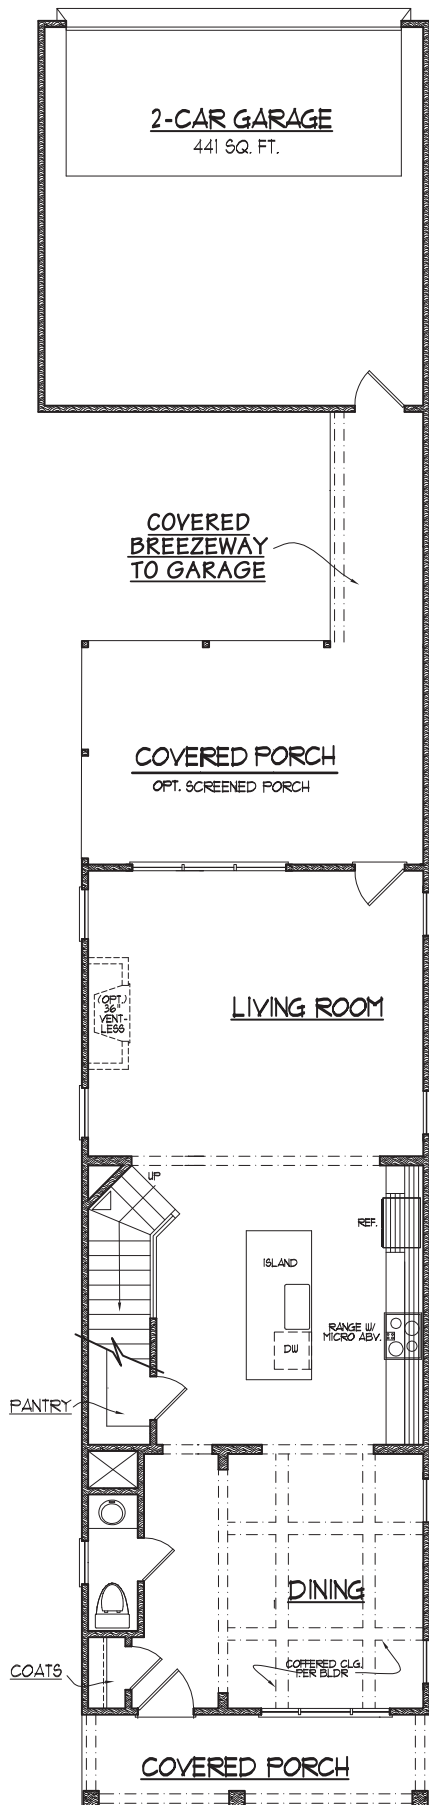 2-CAR GARAGE
441 SQ. FT.
COVERED
BREEZEWAY
TO GARAGE
COVERED PORCH
OPT. SCREENED PORCH
(OPT.)
36"
VENT-
LESS
LIVING ROOM
UP
REF.
ISLAND
RANGE W/
MICRO ABV.
DW
PANTRY
DINING
COFFERED CLG.
PER BLDR
COATS
COVERED PORCH